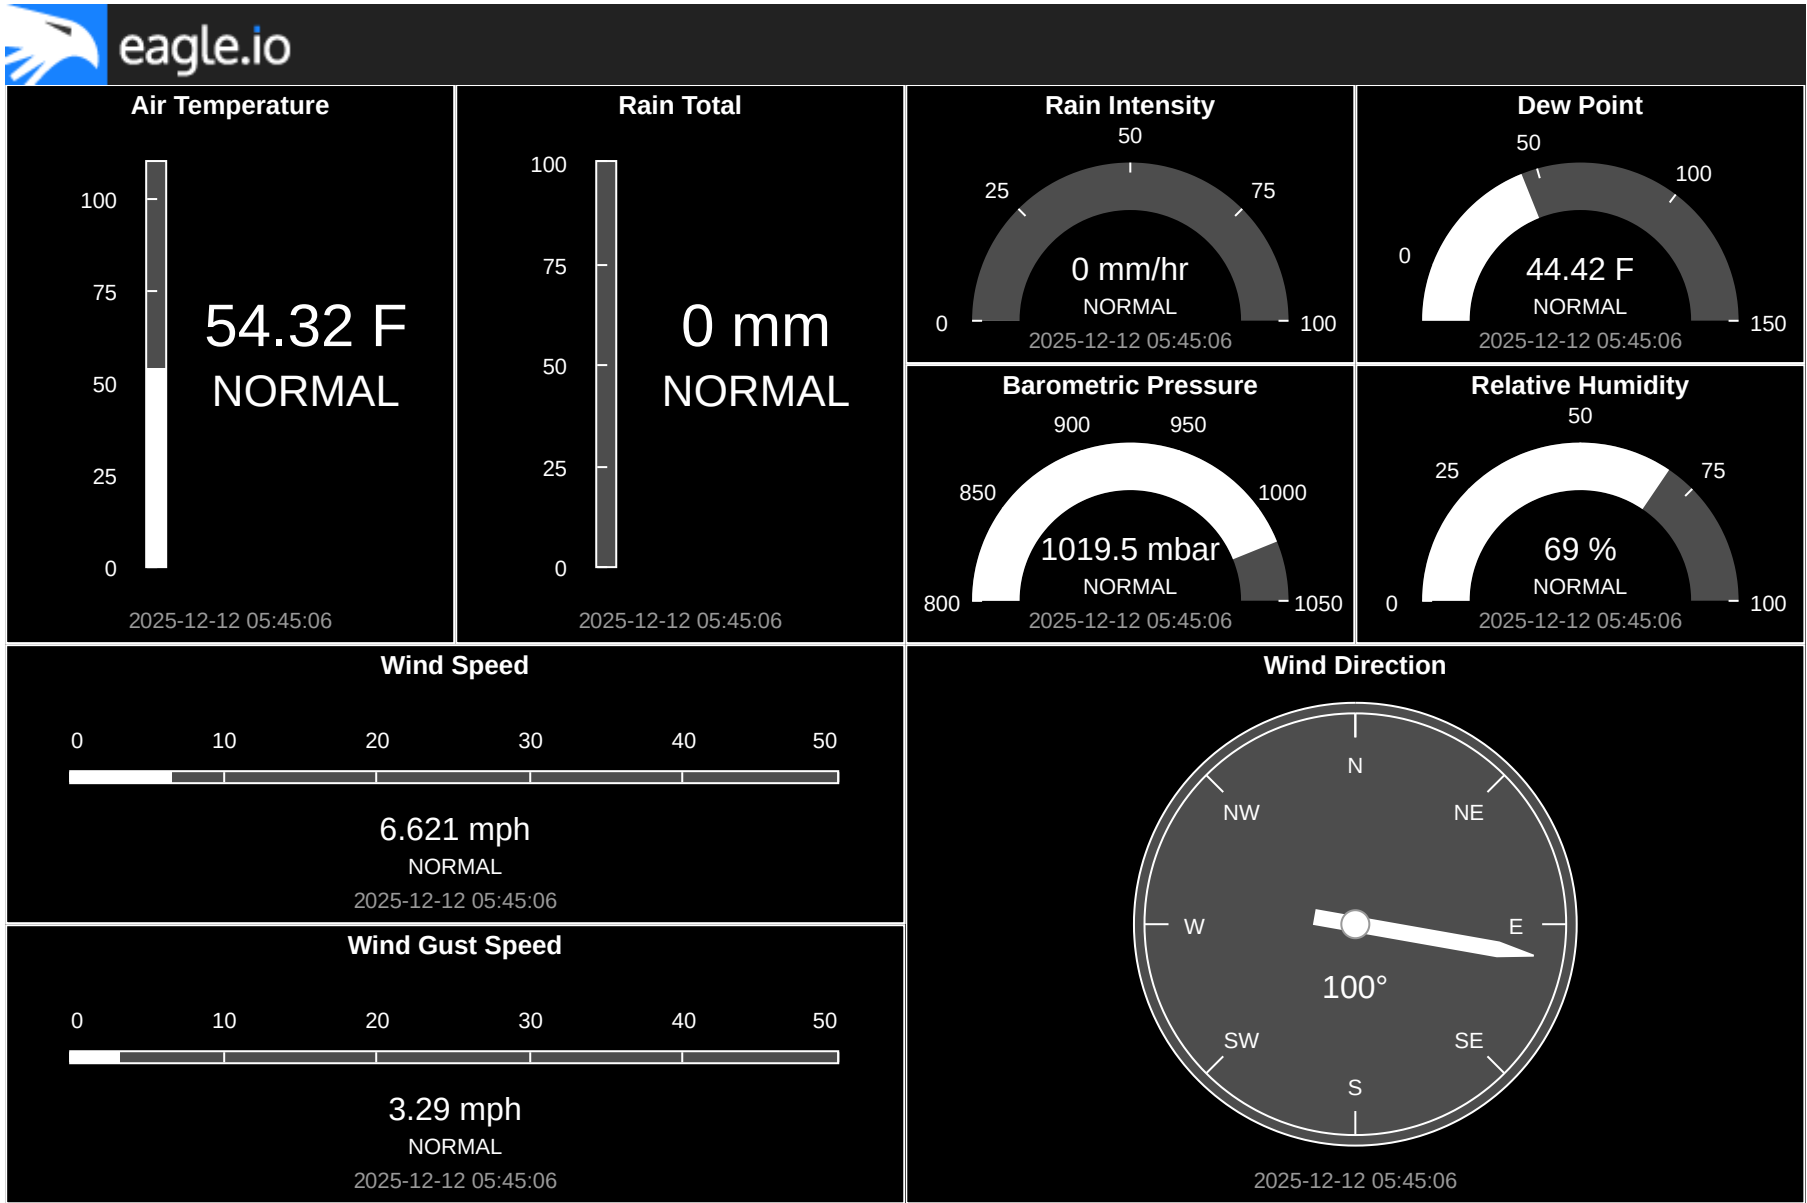 eagle.io
Air Temperature
100
75
50
25
0
54.32 F
NORMAL
2025-12-12 05:45:06
Rain Total
100
75
50
25
0
0 mm
NORMAL
2025-12-12 05:45:06
Rain Intensity
0
25
50
75
100
0 mm/hr
NORMAL
2025-12-12 05:45:06
Dew Point
0
50
100
150
44.42 F
NORMAL
2025-12-12 05:45:06
Barometric Pressure
800
850
900
950
1000
1050
1019.5 mbar
NORMAL
2025-12-12 05:45:06
Relative Humidity
0
25
50
75
100
69 %
NORMAL
2025-12-12 05:45:06
Wind Speed
0 10 20 30 40 50
6.621 mph
NORMAL
2025-12-12 05:45:06
Wind Gust Speed
0 10 20 30 40 50
3.29 mph
NORMAL
2025-12-12 05:45:06
Wind Direction
N
NW NE
W E
100°
SW SE
S
2025-12-12 05:45:06